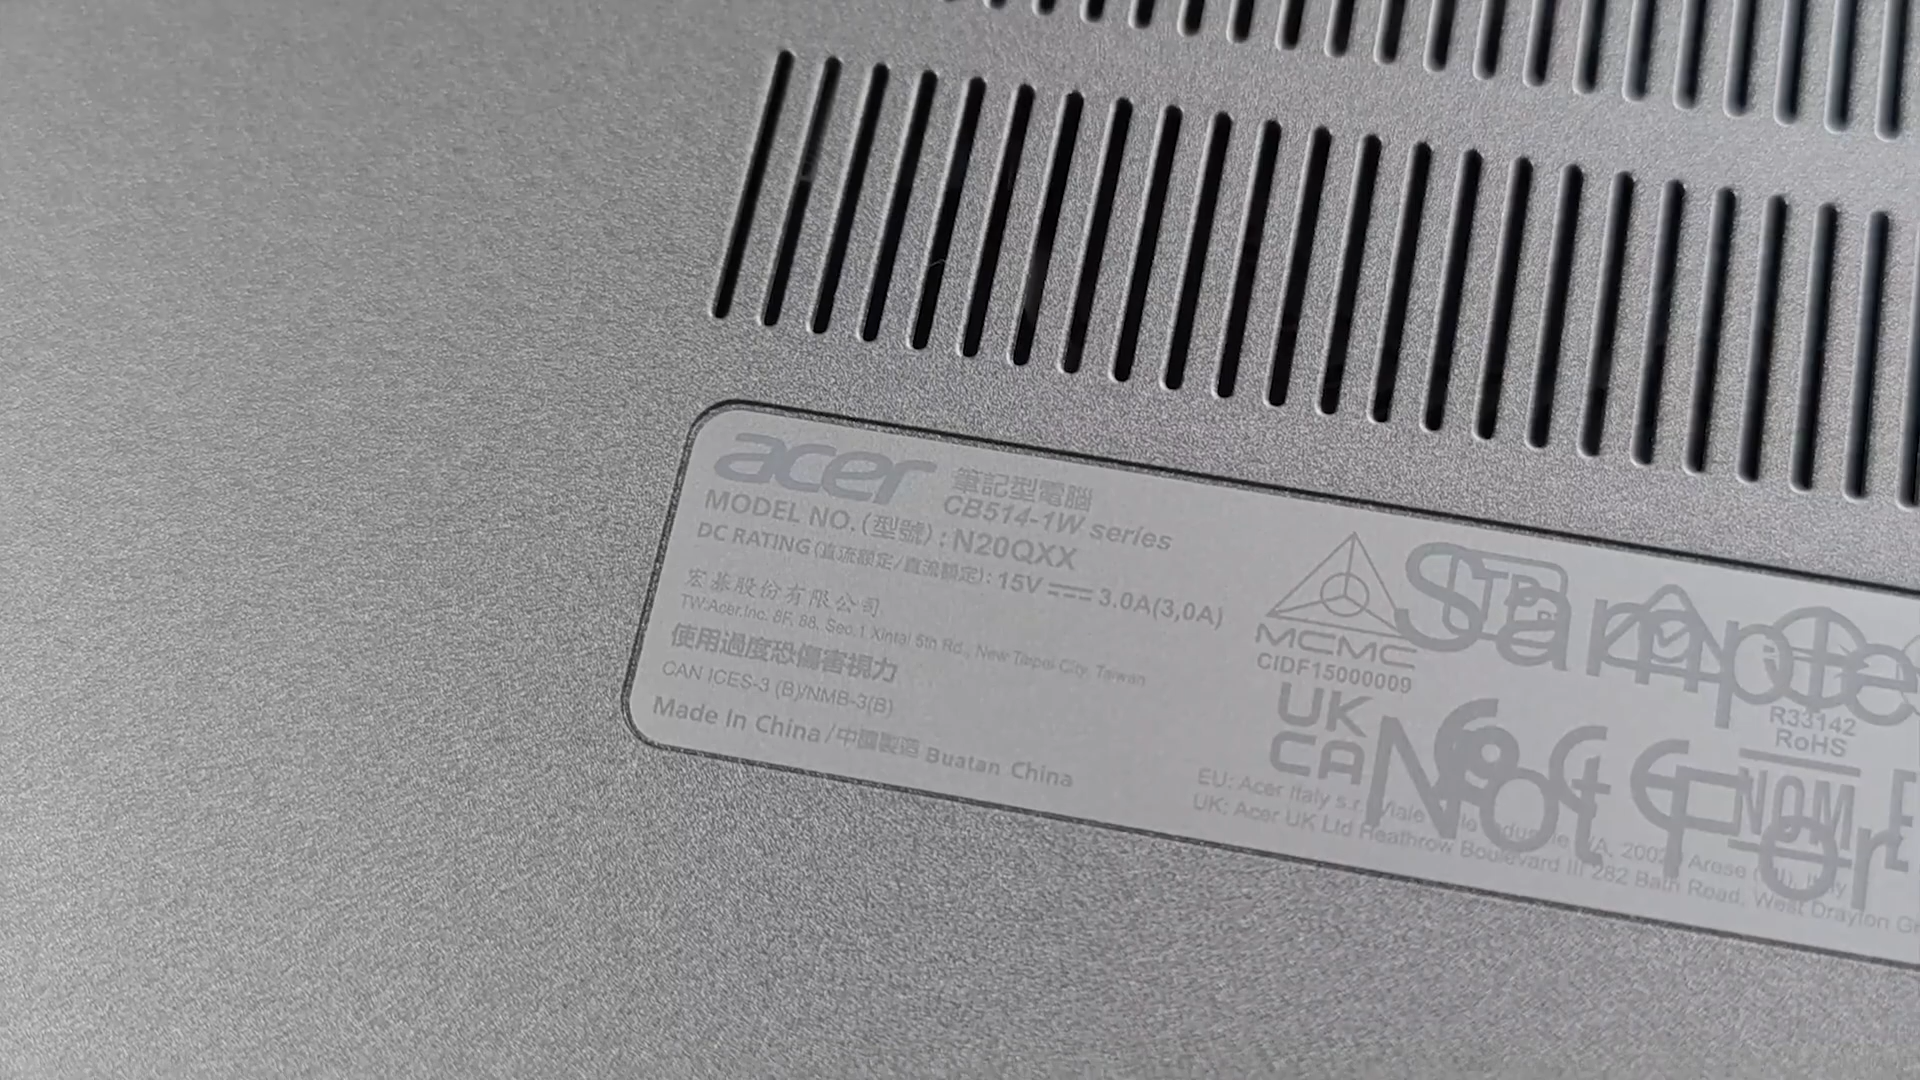 acer 筆記型電腦
CB514-1W series
MODEL NO. (型號) : N20QXX
DC RATING (直流額定/直流額定): 15V ⎓ 3.0A(3,0A)
宏碁股份有限公司
TW:Acer.Inc. 8F, 88, Sec.1 Xintai 5th Rd., New Taipei City, Taiwan
使用過度恐傷害視力
CAN ICES-3 (B)/NMB-3(B)
Made In China / 中國製造 Buatan China
MCMC
CIDF15000009
Sample
R33142
RoHS
UK
CA
CE
NOM
Not For
EU: Acer Italy s.r. Viale Arese Italy
UK: Acer UK Ltd Heathrow Boulevard III 282 Bath Road, West Drayton